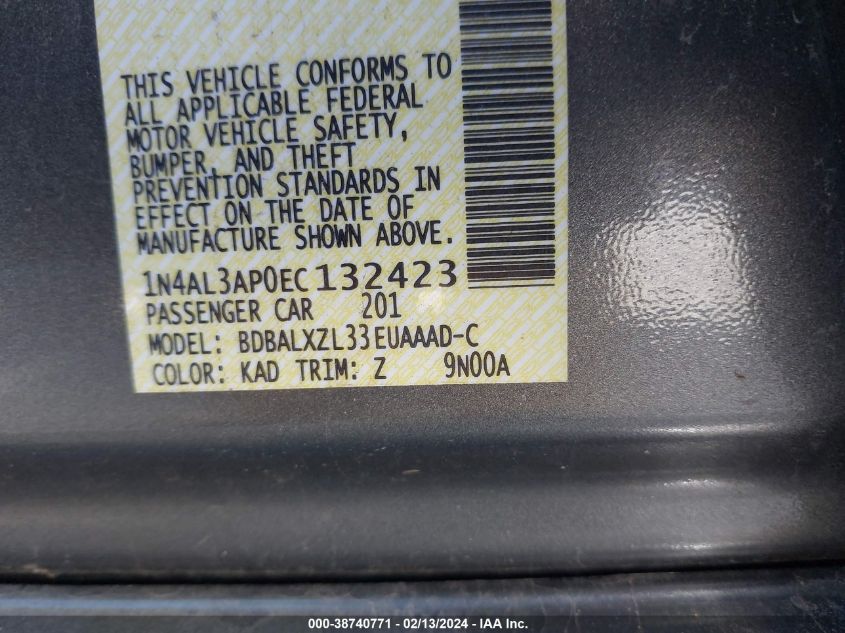 THIS VEHICLE CONFORMS TO
ALL APPLICABLE FEDERAL
MOTOR VEHICLE SAFETY,
BUMPER, AND THEFT
PREVENTION STANDARDS IN
EFFECT ON THE DATE OF
MANUFACTURE SHOWN ABOVE.
1N4AL3AP0EC132423
PASSENGER CAR 201
MODEL: BDBALXZL33EUAAAD-C
COLOR: KAD TRIM: Z 9N00A
000-38740771 - 02/13/2024 - IAA Inc.